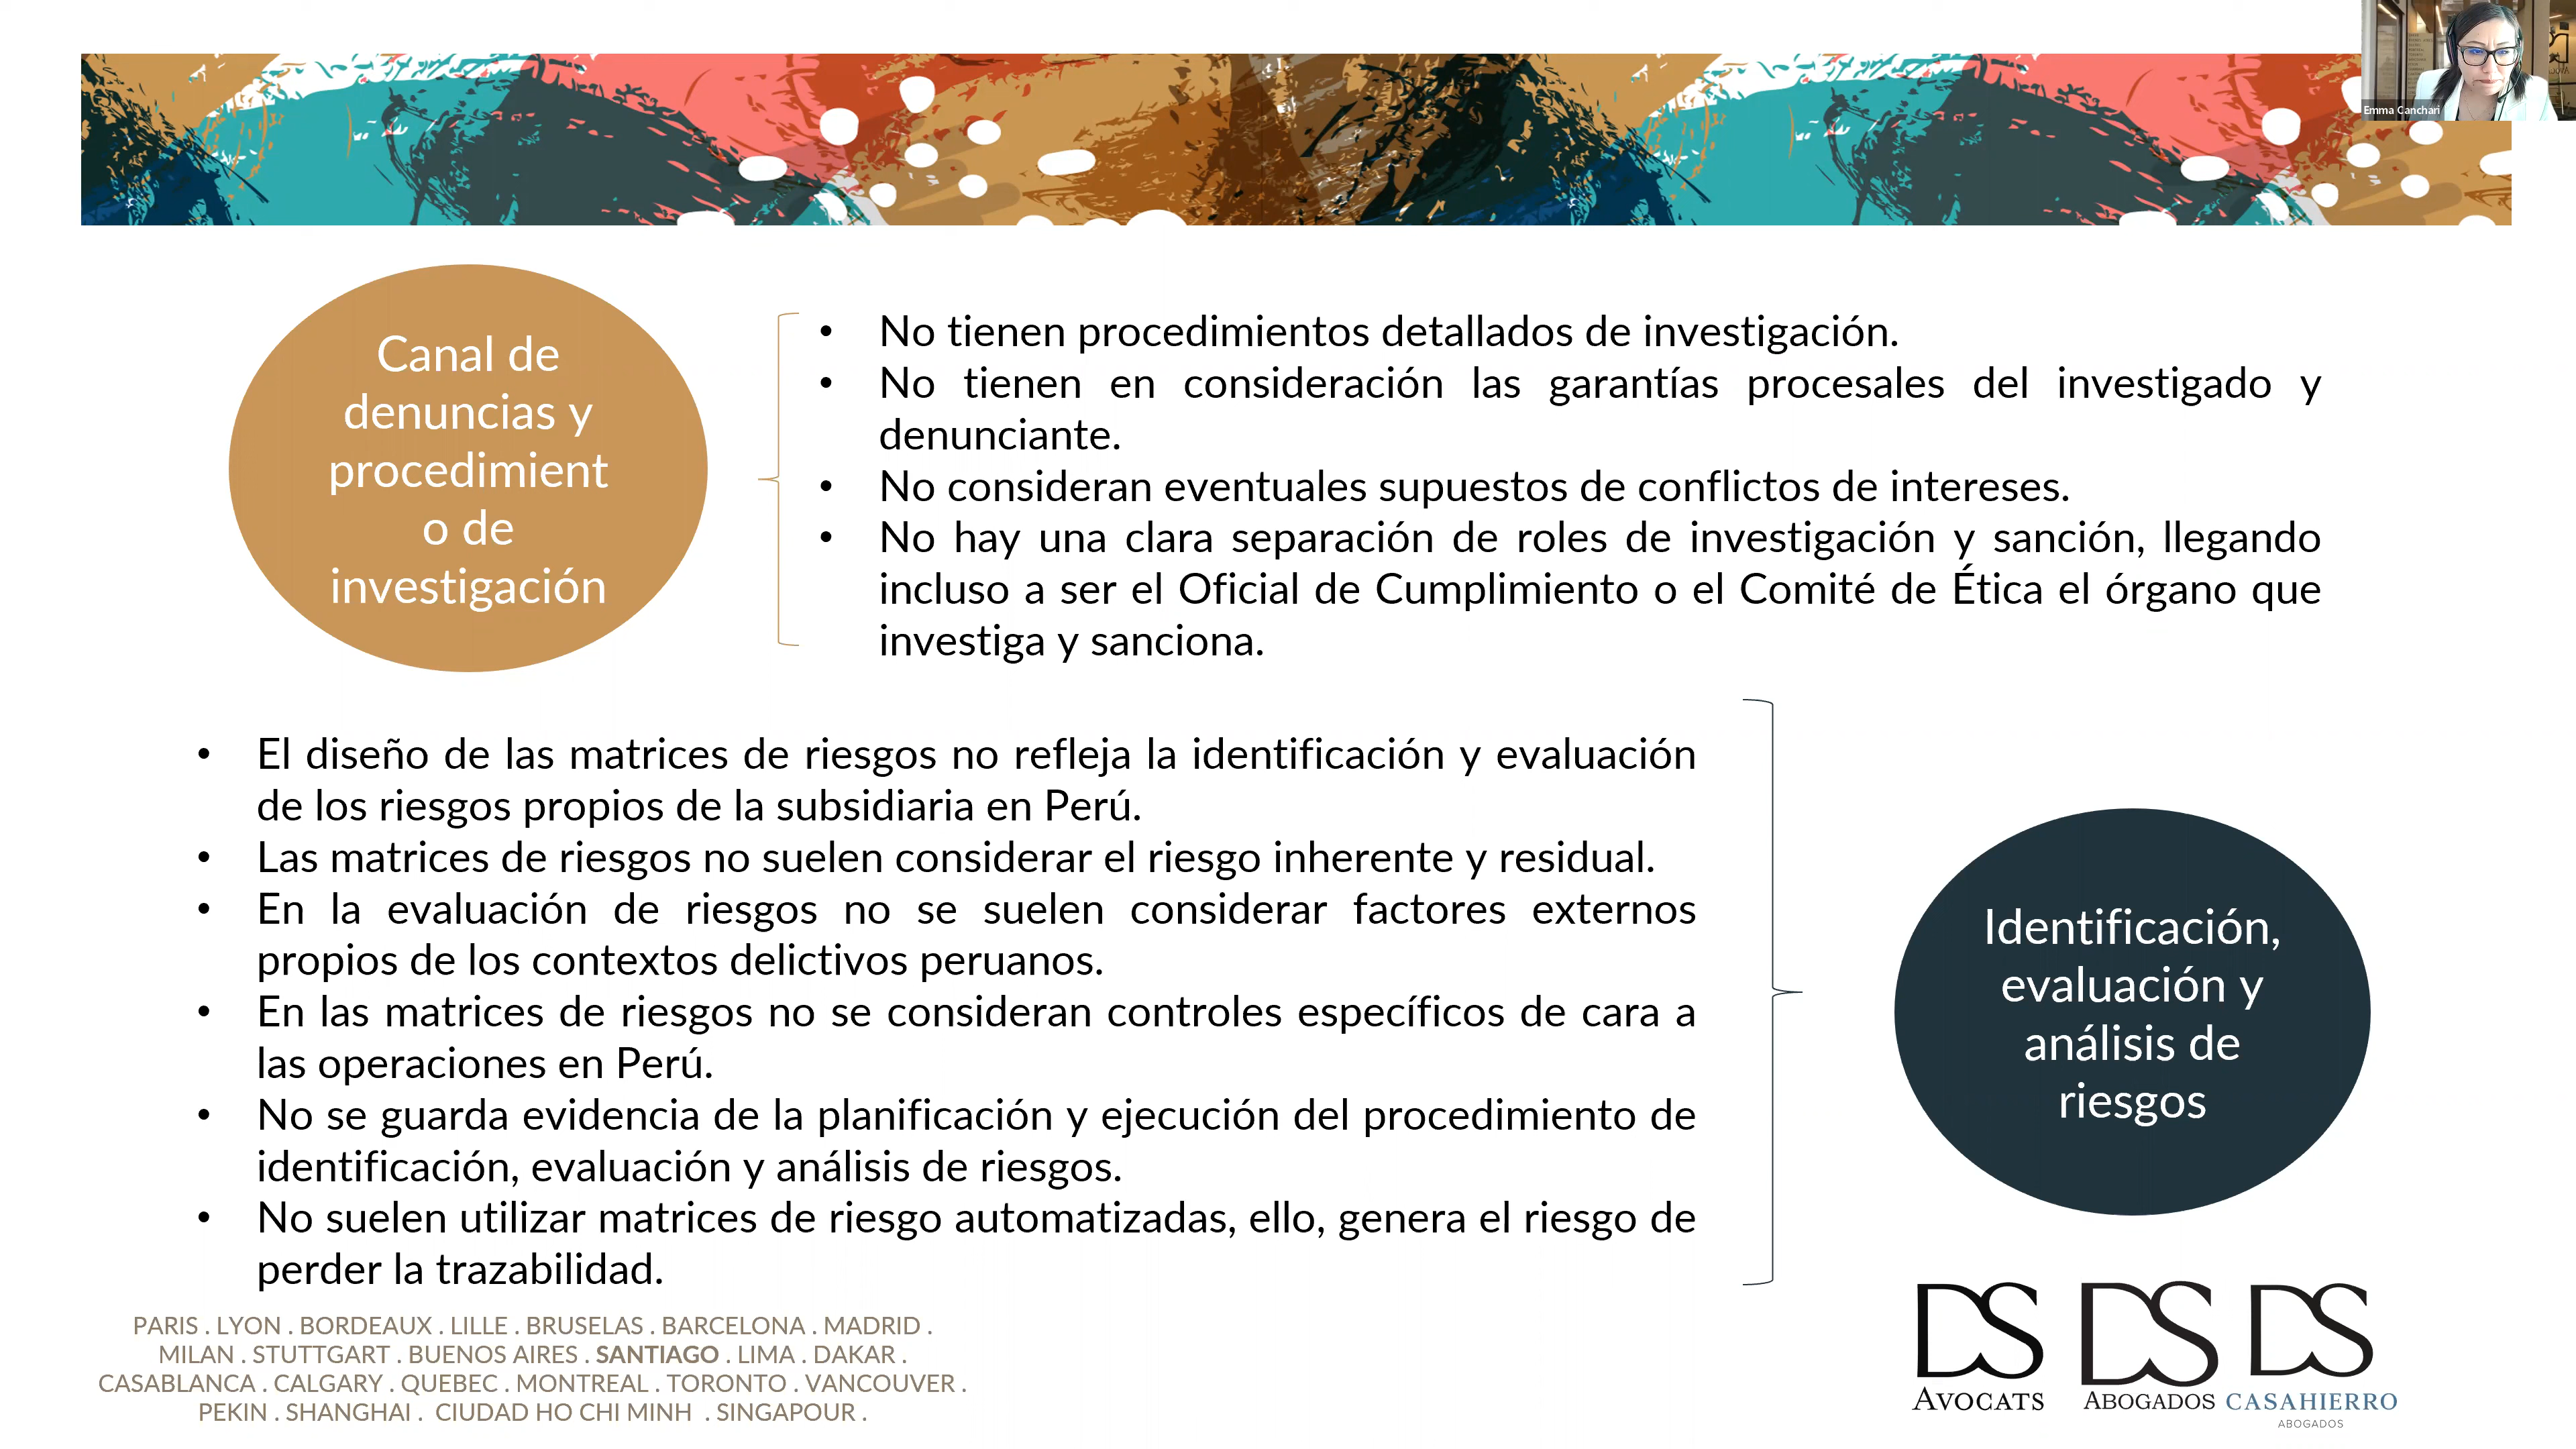 Emma Canchari
Canal de
denuncias y
procedimient
o de
investigación
• No tienen procedimientos detallados de investigación.
• No tienen en consideración las garantías procesales del investigado y
denunciante.
• No consideran eventuales supuestos de conflictos de intereses.
• No hay una clara separación de roles de investigación y sanción, llegando
incluso a ser el Oficial de Cumplimiento o el Comité de Ética el órgano que
investiga y sanciona.
• El diseño de las matrices de riesgos no refleja la identificación y evaluación
de los riesgos propios de la subsidiaria en Perú.
• Las matrices de riesgos no suelen considerar el riesgo inherente y residual.
• En la evaluación de riesgos no se suelen considerar factores externos
propios de los contextos delictivos peruanos.
• En las matrices de riesgos no se consideran controles específicos de cara a
las operaciones en Perú.
• No se guarda evidencia de la planificación y ejecución del procedimiento de
identificación, evaluación y análisis de riesgos.
• No suelen utilizar matrices de riesgo automatizadas, ello, genera el riesgo de
perder la trazabilidad.
Identificación,
evaluación y
análisis de
riesgos
PARIS . LYON . BORDEAUX . LILLE . BRUSELAS . BARCELONA . MADRID .
MILAN . STUTTGART . BUENOS AIRES . SANTIAGO . LIMA . DAKAR .
CASABLANCA . CALGARY . QUEBEC . MONTREAL . TORONTO . VANCOUVER .
PEKIN . SHANGHAI . CIUDAD HO CHI MINH . SINGAPOUR .
DS
AVOCATS
DS
ABOGADOS
DS
CASAHIERRO
ABOGADOS